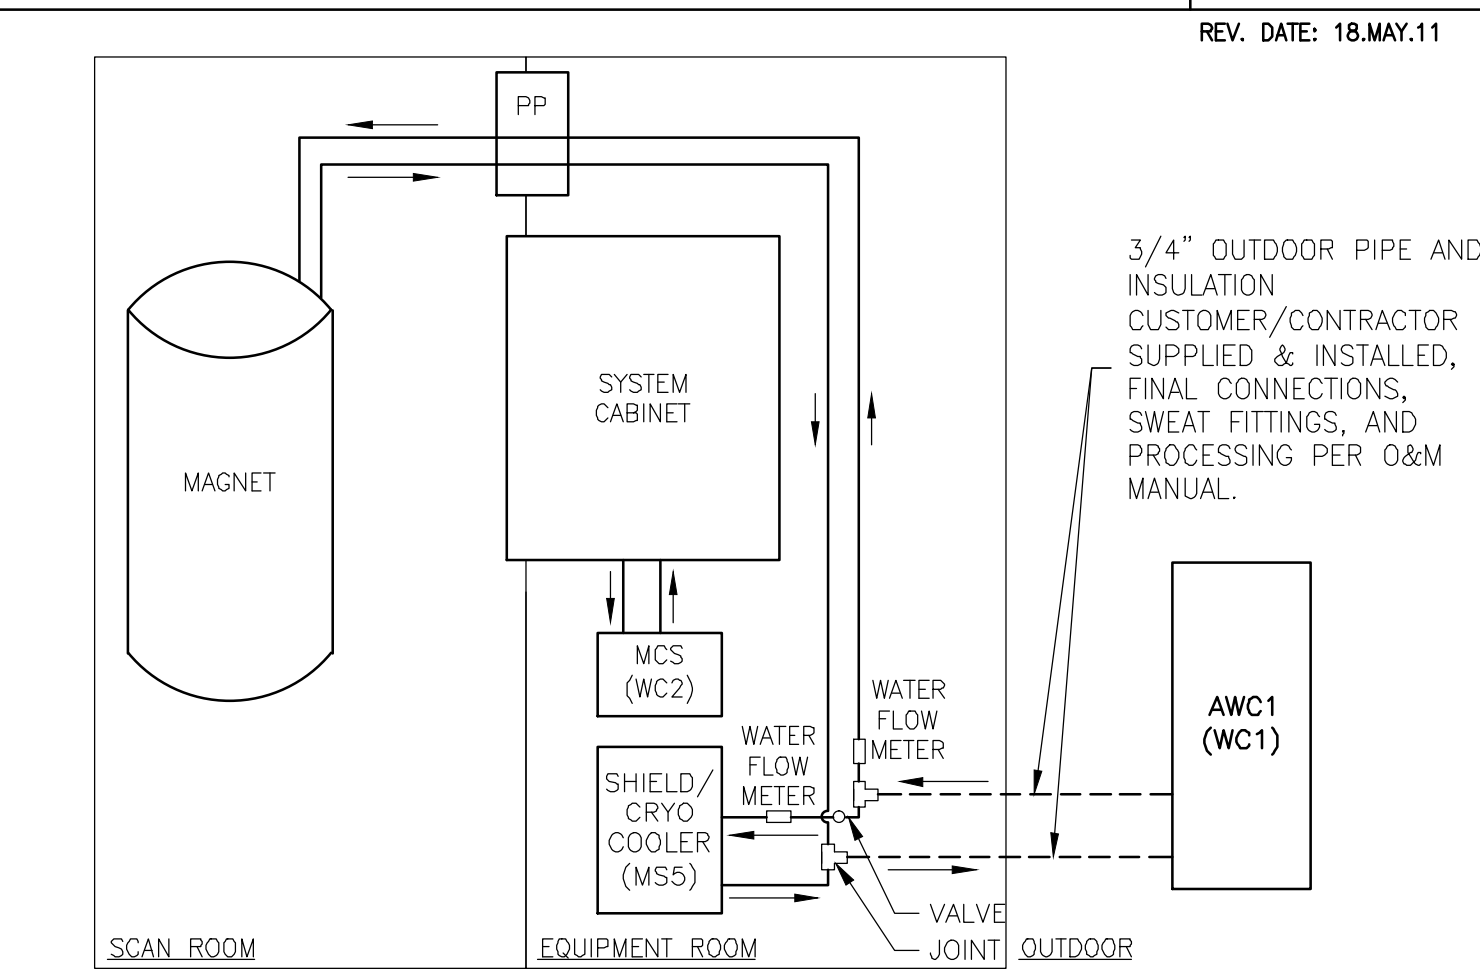 REV. DATE: 18.MAY.11
PP
3/4" OUTDOOR PIPE AND
INSULATION
CUSTOMER/CONTRACTOR
SUPPLIED & INSTALLED,
FINAL CONNECTIONS,
SWEAT FITTINGS, AND
PROCESSING PER O&M
MANUAL.
SYSTEM
CABINET
MAGNET
MCS
(WC2)
WATER
FLOW
METER
AWC1
(WC1)
WATER
FLOW
METER
SHIELD/
CRYO
COOLER
(MS5)
VALVE
JOINT
SCAN ROOM
EQUIPMENT ROOM
OUTDOOR